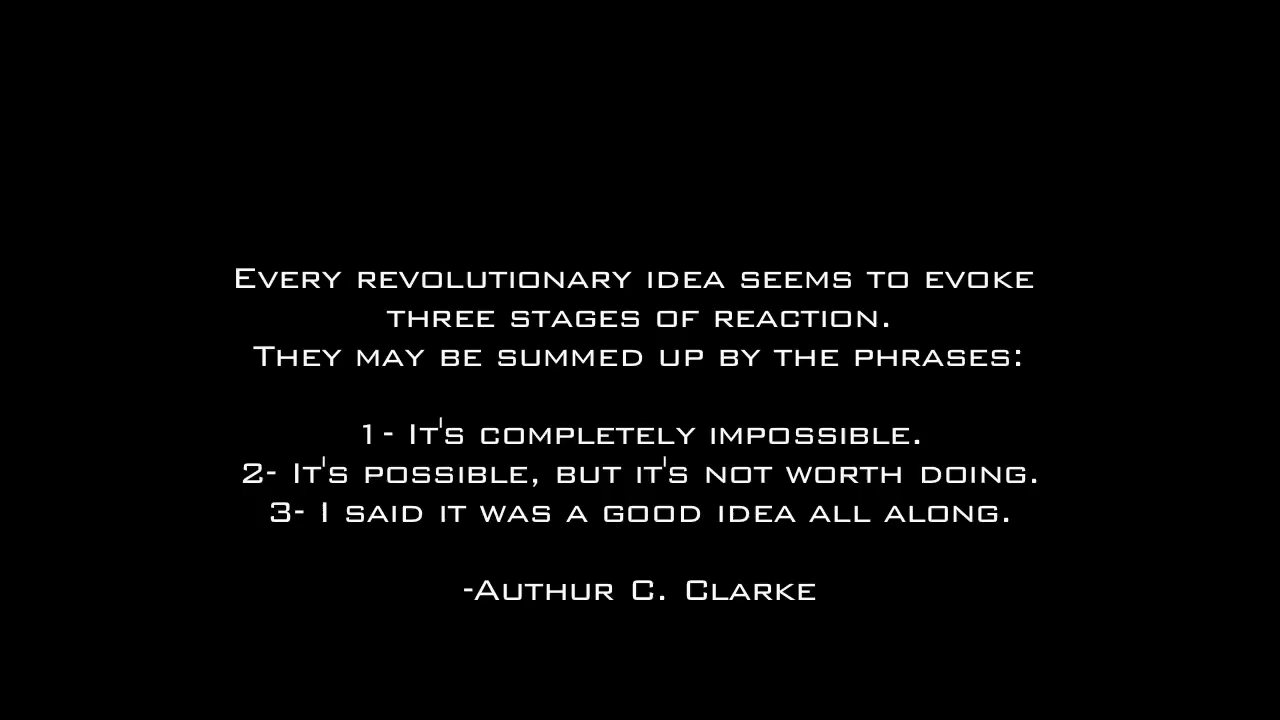 Every revolutionary idea seems to evoke
three stages of reaction.
They may be summed up by the phrases:
1- It's completely impossible.
2- It's possible, but it's not worth doing.
3- I said it was a good idea all along.
-Authur C. Clarke